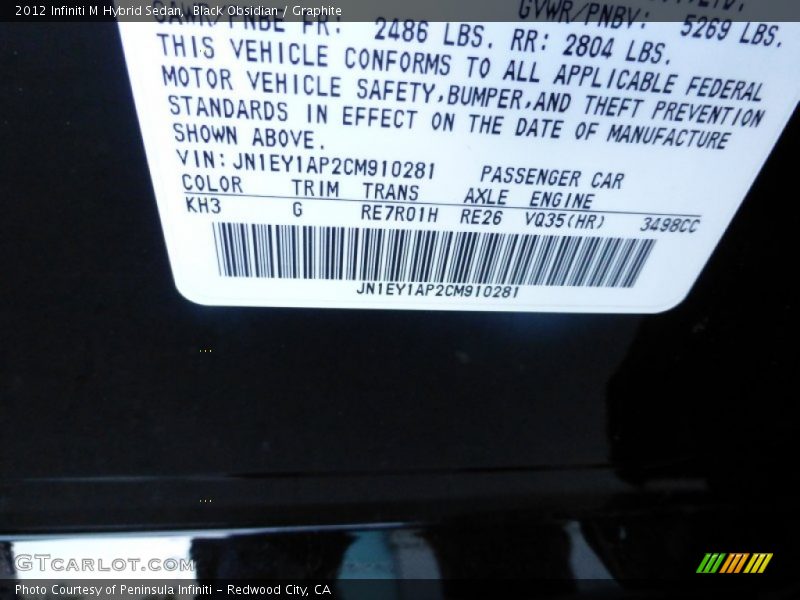 2012 Infiniti M Hybrid Sedan, Black Obsidian / Graphite
GAWR/PNBE FR: 2486 LBS. RR: 2804 LBS.
GVWR/PNBV: 5269 LBS.
THIS VEHICLE CONFORMS TO ALL APPLICABLE FEDERAL
MOTOR VEHICLE SAFETY,BUMPER,AND THEFT PREVENTION
STANDARDS IN EFFECT ON THE DATE OF MANUFACTURE
SHOWN ABOVE.
VIN: JN1EY1AP2CM910281 PASSENGER CAR
COLOR TRIM TRANS AXLE ENGINE
KH3 G RE7R01H RE26 VQ35(HR) 3498CC
JN1EY1AP2CM910281
GTCARLOT.COM
Photo Courtesy of Peninsula Infiniti - Redwood City, CA